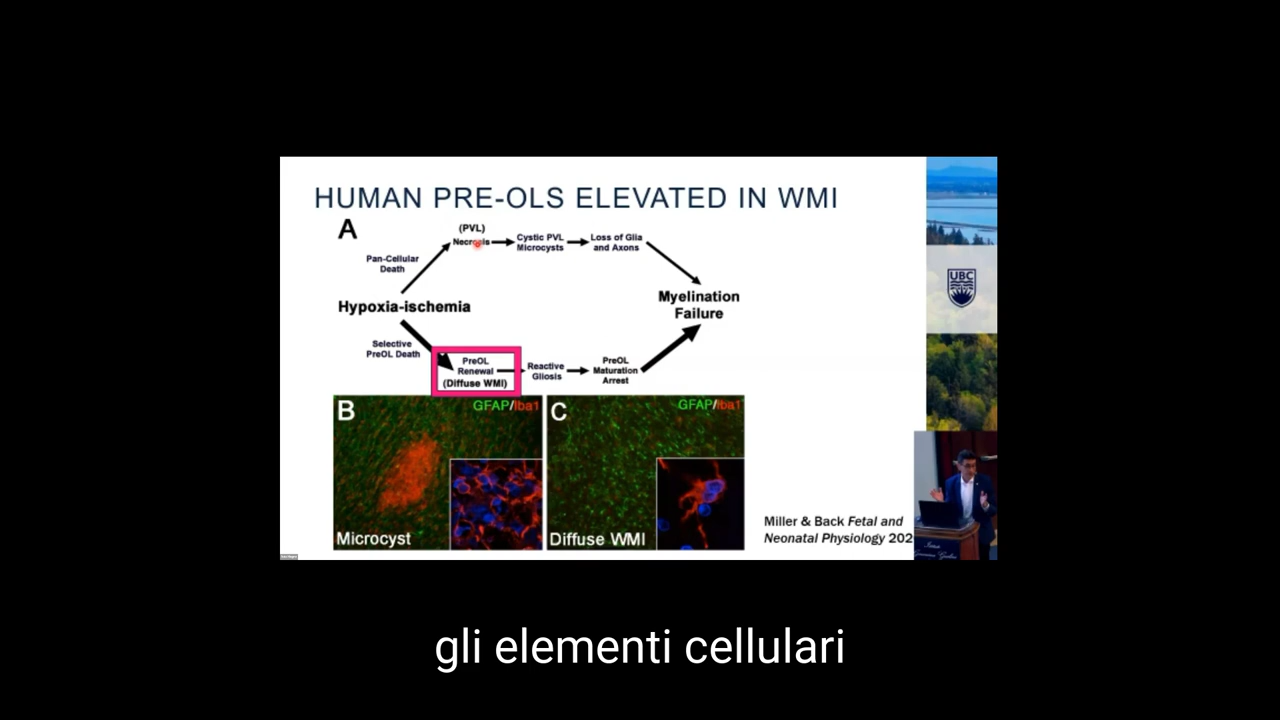 HUMAN PRE-OLS ELEVATED IN WMI
A
(PVL)
Necrosis
Cystic PVL
Microcysts
Loss of Glia
and Axons
Pan-Cellular
Death
Hypoxia-ischemia
Myelination
Failure
Selective
PreOL Death
PreOL
Renewal
(Diffuse WMI)
Reactive
Gliosis
PreOL
Maturation
Arrest
B
GFAP/Iba1
Microcyst
C
GFAP/Iba1
Diffuse WMI
Miller & Back Fetal and
Neonatal Physiology 202
UBC
gli elementi cellulari